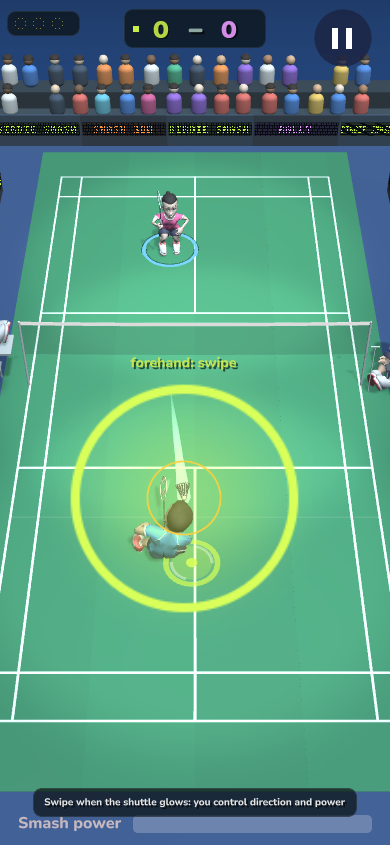 0 – 0
forehand: swipe
Swipe when the shuttle glows: you control direction and power
Smash power